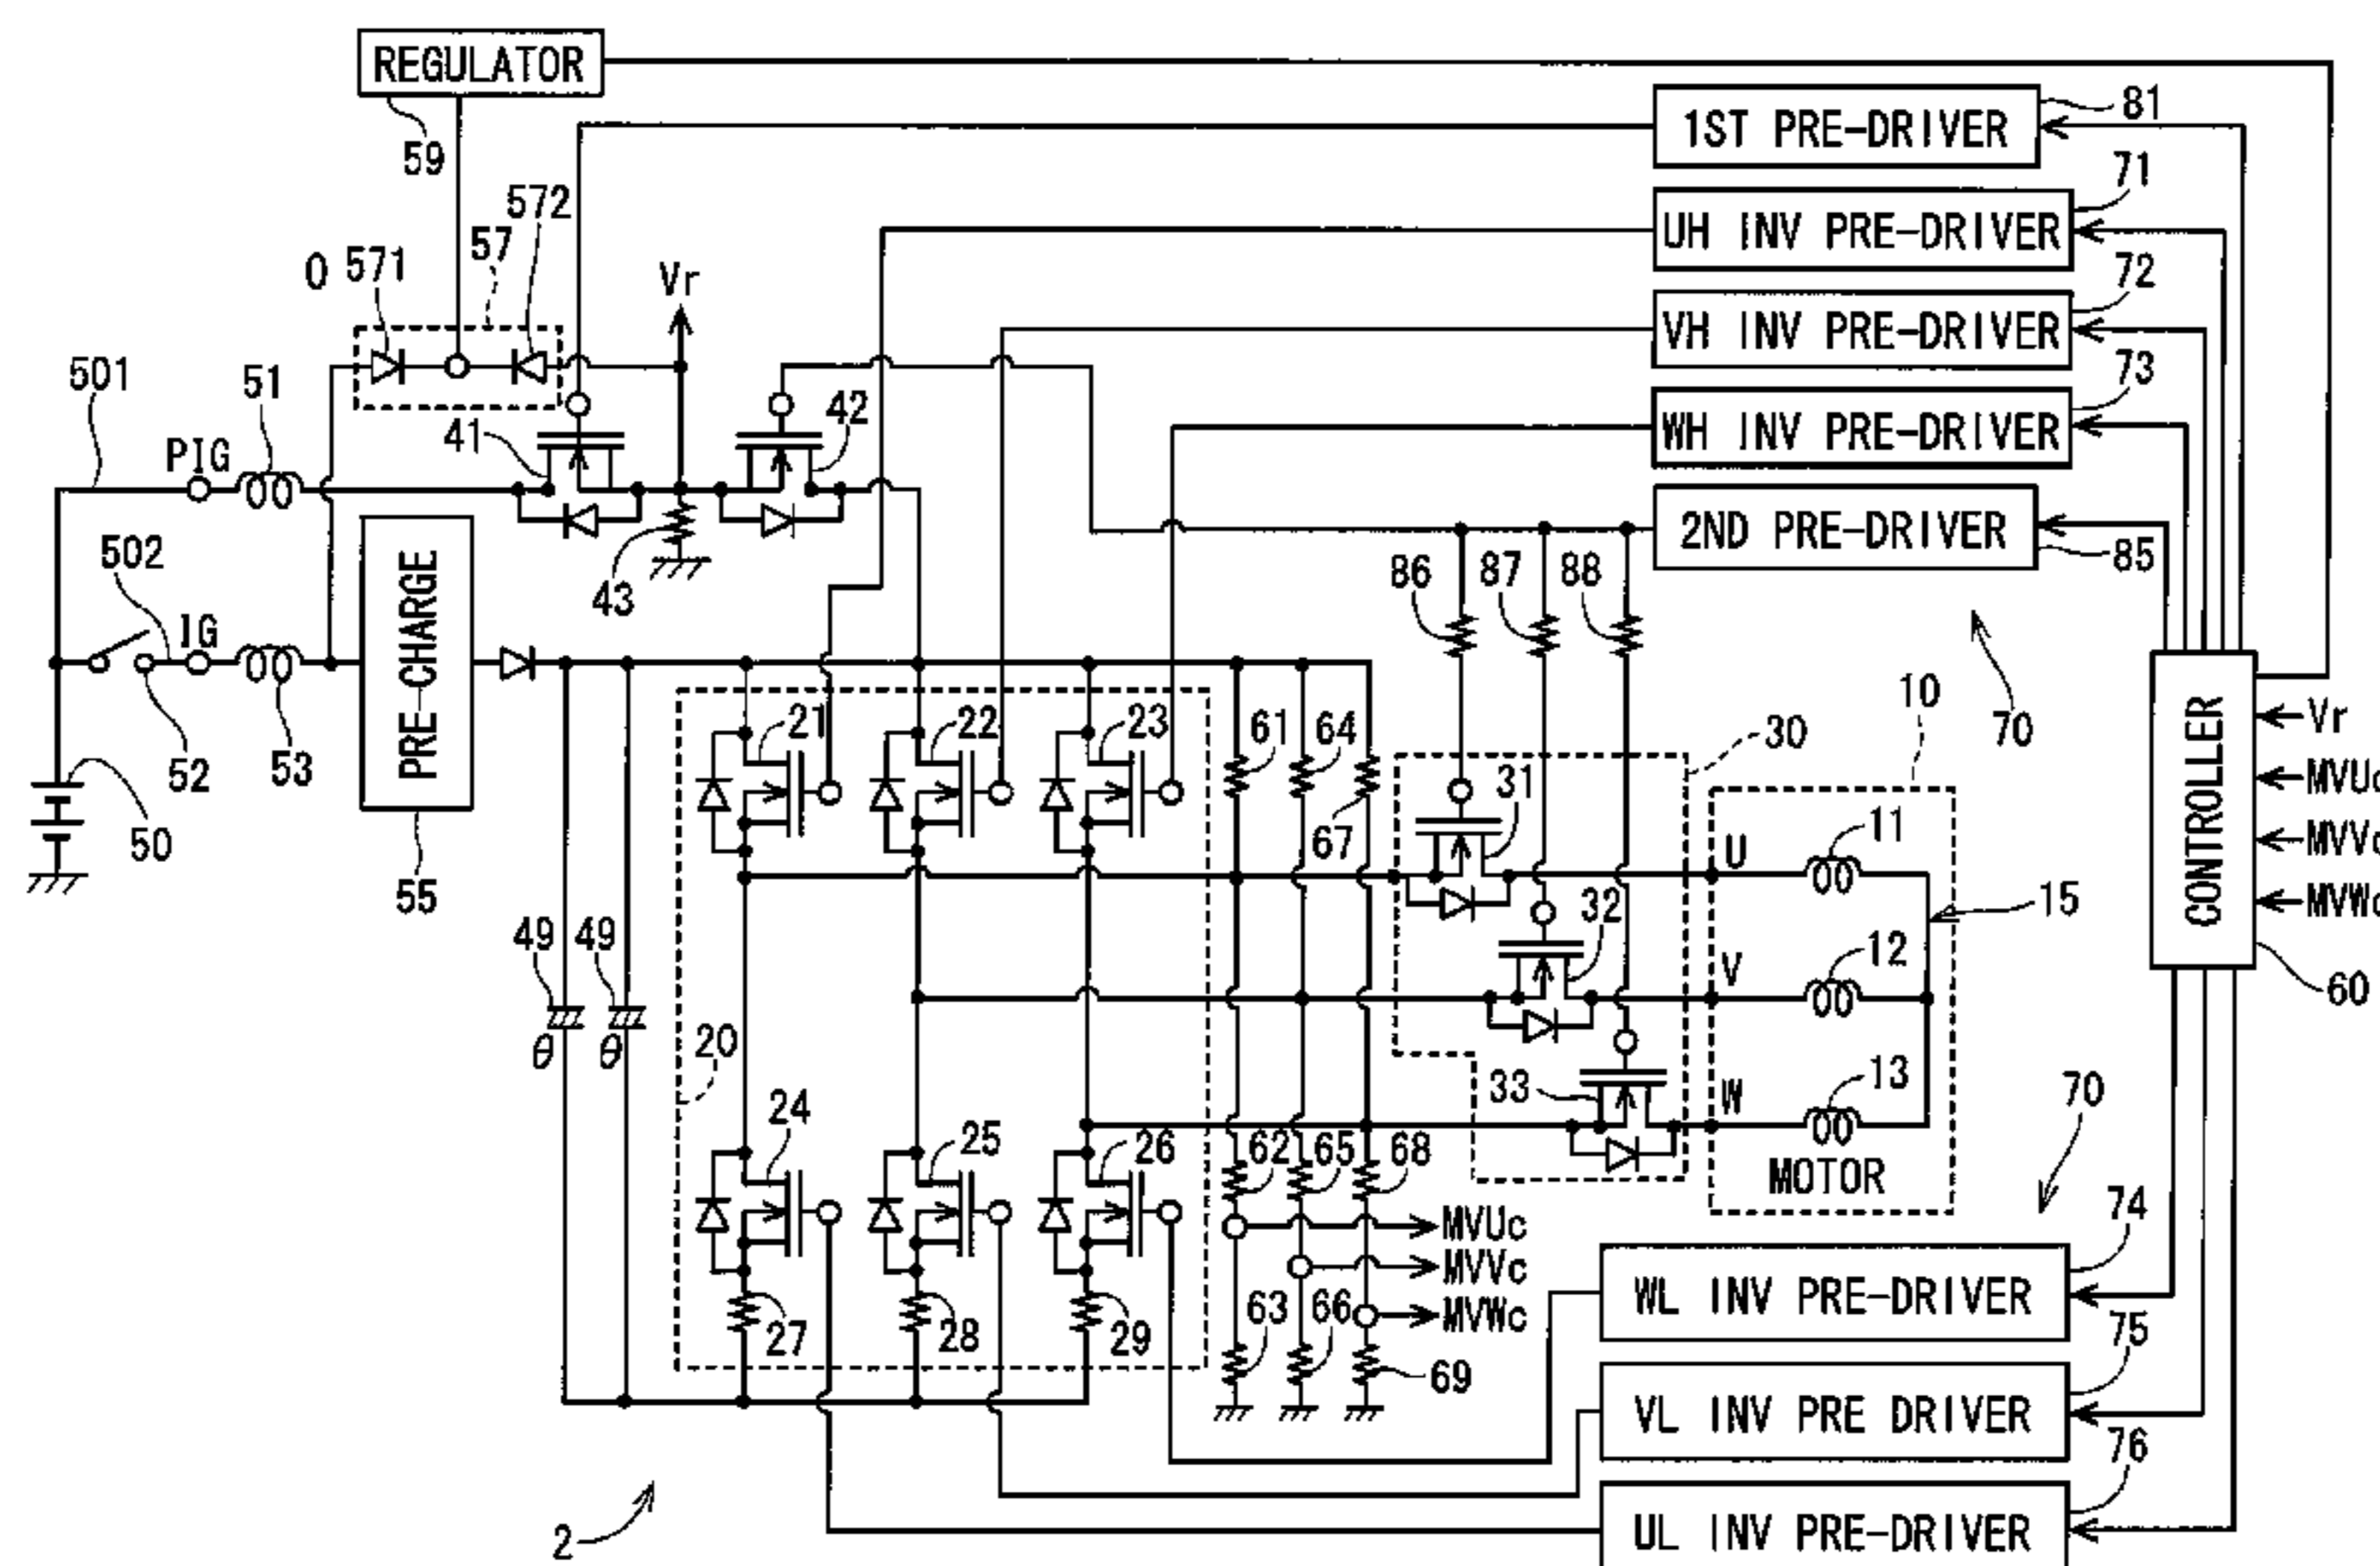 REGULATOR
59
1ST PRE-DRIVER
81
UH INV PRE-DRIVER
71
VH INV PRE-DRIVER
72
WH INV PRE-DRIVER
73
2ND PRE-DRIVER
85
O 571
57
572
Vr
501
51
41
42
PIG
502
IG
43
52
53
PRE-CHARGE
50
55
86
87
88
70
21
22
23
61
64
67
30
31
10
CONTROLLER
Vr
MVUc
MVVc
MVWc
60
U
11
15
32
V
12
33
W
13
MOTOR
49
49
θ
θ
20
24
25
26
62
65
68
MVUc
MVVc
MVWc
27
28
29
63
66
69
70
WL INV PRE-DRIVER
74
VL INV PRE DRIVER
75
UL INV PRE-DRIVER
76
2